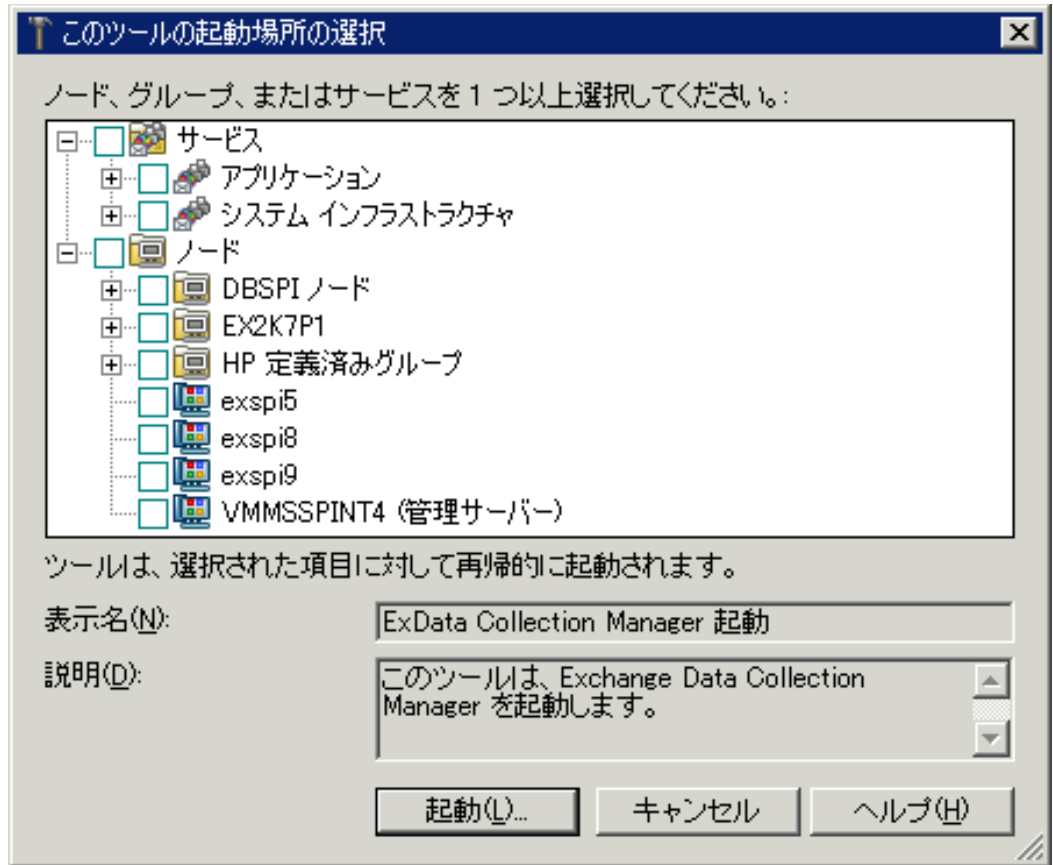 このツールの起動場所の選択
ノード、グループ、またはサービスを1つ以上選択してください。:
サービス
アプリケーション
システム インフラストラクチャ
ノード
DBSPI ノード
EX2K7P1
HP 定義済みグループ
exspi5
exspi8
exspi9
VMMSSPINT4 (管理サーバー)
ツールは、選択された項目に対して再帰的に起動されます。
表示名(N): ExData Collection Manager 起動
説明(D): このツールは、Exchange Data Collection
Manager を起動します。
起動(L)... キャンセル ヘルプ(H)